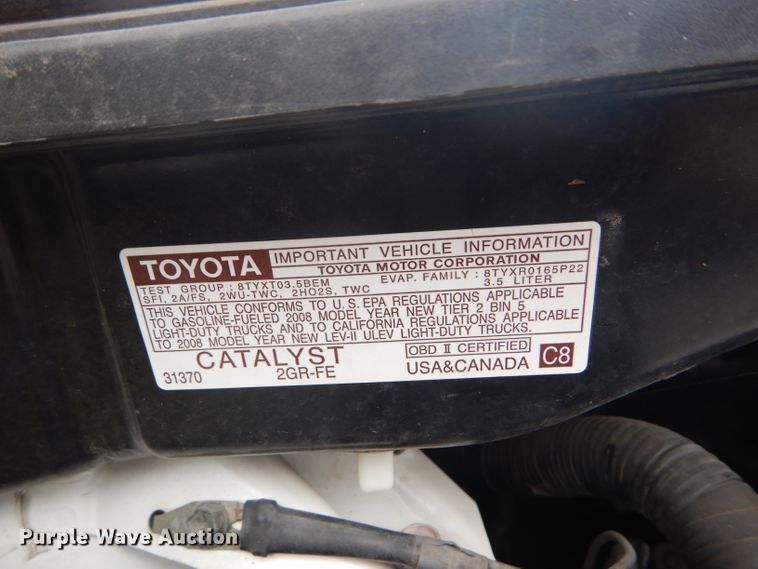 TOYOTA IMPORTANT VEHICLE INFORMATION
TOYOTA MOTOR CORPORATION
TEST GROUP : 8TYXT03.5BEM EVAP. FAMILY : 8TYXR0165P22
SFI, 2A/FS, 2WU-TWC, 2HO2S, TWC 3.5 LITER
THIS VEHICLE CONFORMS TO U.S.EPA REGULATIONS APPLICABLE
TO GASOLINE-FUELED 2008 MODEL YEAR NEW TIER 2 BIN 5
LIGHT-DUTY TRUCKS AND TO CALIFORNIA REGULATIONS APPLICABLE
TO 2008 MODEL YEAR NEW LEV-II ULEV LIGHT-DUTY TRUCKS.
CATALYST OBD II CERTIFIED
31370 2GR-FE USA&CANADA C8
Purple Wave Auction